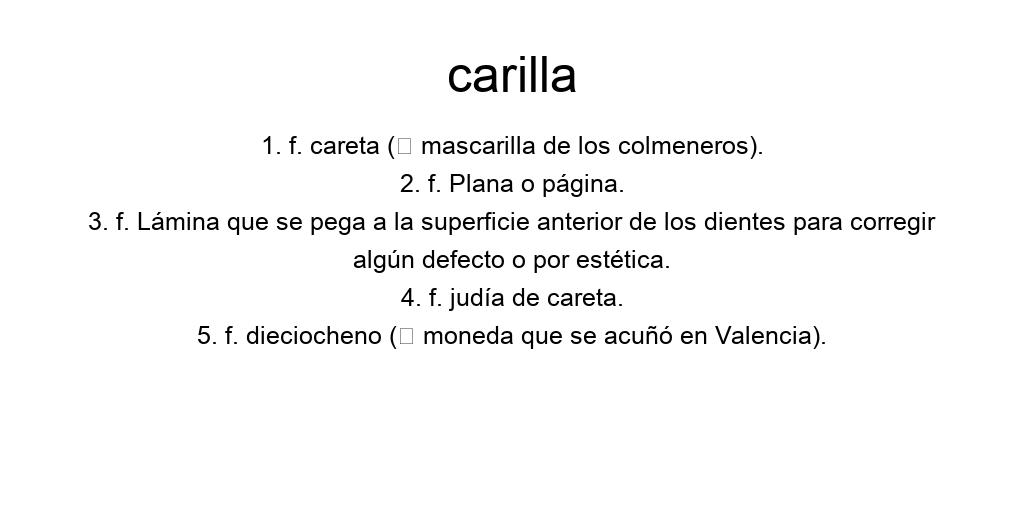 carilla
1. f. careta (▯ mascarilla de los colmeneros).
2. f. Plana o página.
3. f. Lámina que se pega a la superficie anterior de los dientes para corregir
algún defecto o por estética.
4. f. judía de careta.
5. f. dieciocheno (▯ moneda que se acuñó en Valencia).